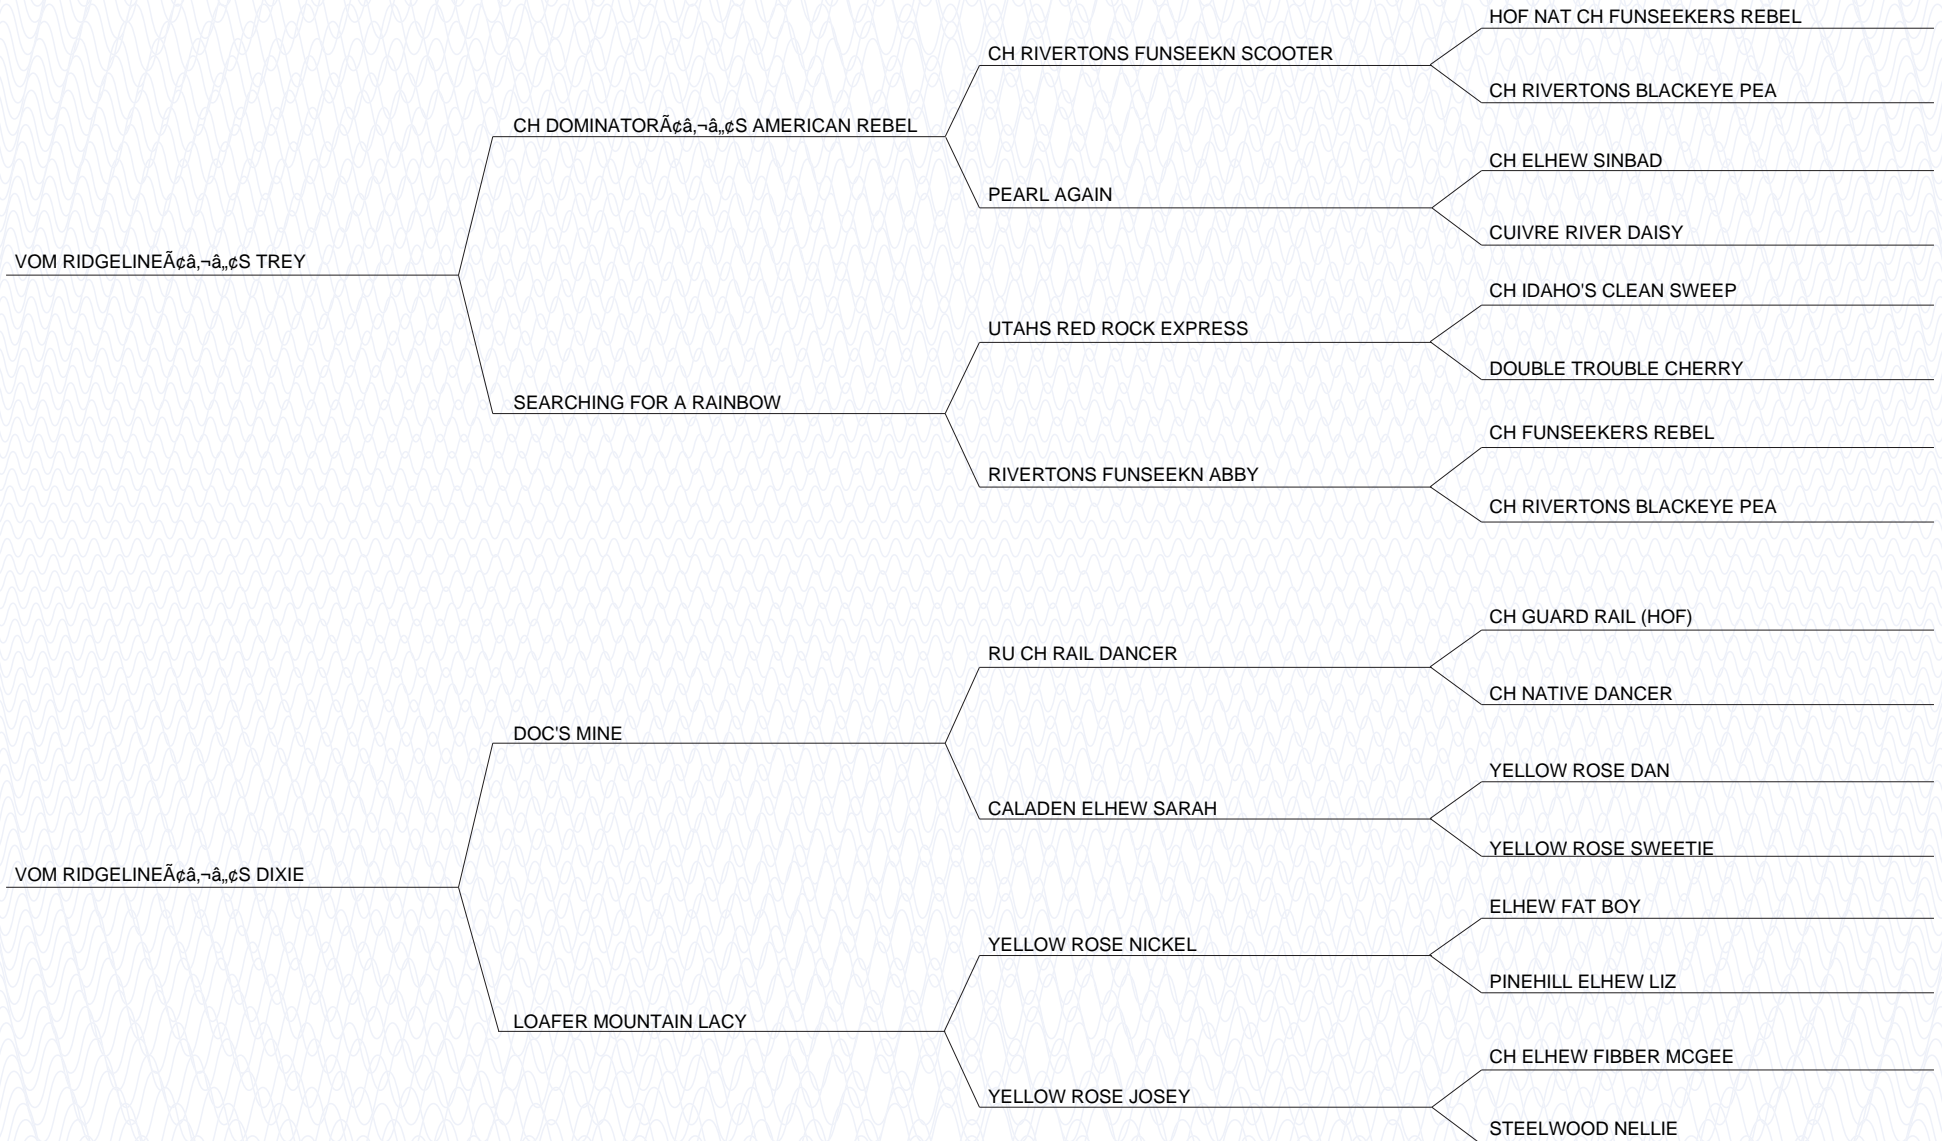 HOF NAT CH FUNSEEKERS REBEL
CH RIVERTONS FUNSEEKN SCOOTER
CH RIVERTONS BLACKEYE PEA
CH DOMINATORÃ¢â‚¬â„¢S AMERICAN REBEL
CH ELHEW SINBAD
PEARL AGAIN
CUIVRE RIVER DAISY
VOM RIDGELINEÃ¢â‚¬â„¢S TREY
CH IDAHO'S CLEAN SWEEP
UTAHS RED ROCK EXPRESS
DOUBLE TROUBLE CHERRY
SEARCHING FOR A RAINBOW
CH FUNSEEKERS REBEL
RIVERTONS FUNSEEKN ABBY
CH RIVERTONS BLACKEYE PEA
CH GUARD RAIL (HOF)
RU CH RAIL DANCER
CH NATIVE DANCER
DOC'S MINE
YELLOW ROSE DAN
CALADEN ELHEW SARAH
YELLOW ROSE SWEETIE
VOM RIDGELINEÃ¢â‚¬â„¢S DIXIE
ELHEW FAT BOY
YELLOW ROSE NICKEL
PINEHILL ELHEW LIZ
LOAFER MOUNTAIN LACY
CH ELHEW FIBBER MCGEE
YELLOW ROSE JOSEY
STEELWOOD NELLIE